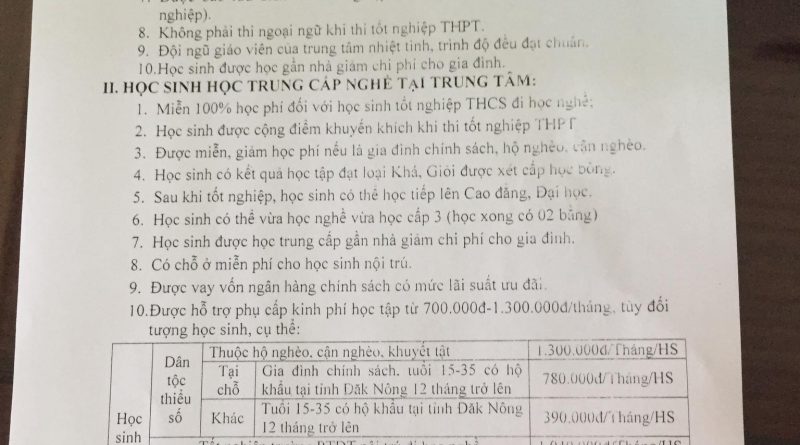 nghiệp).
8. Không phải thi ngoại ngữ khi thi tốt nghiệp THPT.
9. Đội ngũ giáo viên của trung tâm nhiệt tình, trình độ đều đạt chuẩn.
10.Học sinh được học gần nhà giảm chi phí cho gia đình.
II. HỌC SINH HỌC TRUNG CẤP NGHỀ TẠI TRUNG TÂM:
1. Miễn 100% học phí đối với học sinh tốt nghiệp THCS đi học nghề;
2. Học sinh được cộng điểm khuyến khích khi thi tốt nghiệp THPT
3. Được miễn, giảm học phí nếu là gia đình chính sách, hộ nghèo, cận nghèo.
4. Học sinh có kết quả học tập đạt loại Khá, Giỏi được xét cấp học bổng.
5. Sau khi tốt nghiệp, học sinh có thể học tiếp lên Cao đẳng, Đại học.
6. Học sinh có thể vừa học nghề vừa học cấp 3 (học xong có 02 bằng)
7. Học sinh được học trung cấp gần nhà giảm chi phí cho gia đình.
8. Có chỗ ở miễn phí cho học sinh nội trú.
9. Được vay vốn ngân hàng chính sách có mức lãi suất ưu đãi.
10.Được hỗ trợ phụ cấp kinh phí học tập từ 700.000đ-1.300.000đ/tháng, tùy đối
tượng học sinh, cụ thể:
Học
sinh
Dân
tộc
thiểu
số
Thuộc hộ nghèo, cận nghèo, khuyết tật
1.300.000đ/Tháng/HS
Tại
chỗ
Gia đình chính sách, tuổi 15-35 có hộ
khẩu tại tỉnh Đăk Nông 12 tháng trở lên
780.000đ/Tháng/HS
Khác
Tuổi 15-35 có hộ khẩu tại tỉnh Đăk Nông
12 tháng trở lên
390.000đ/Tháng/HS